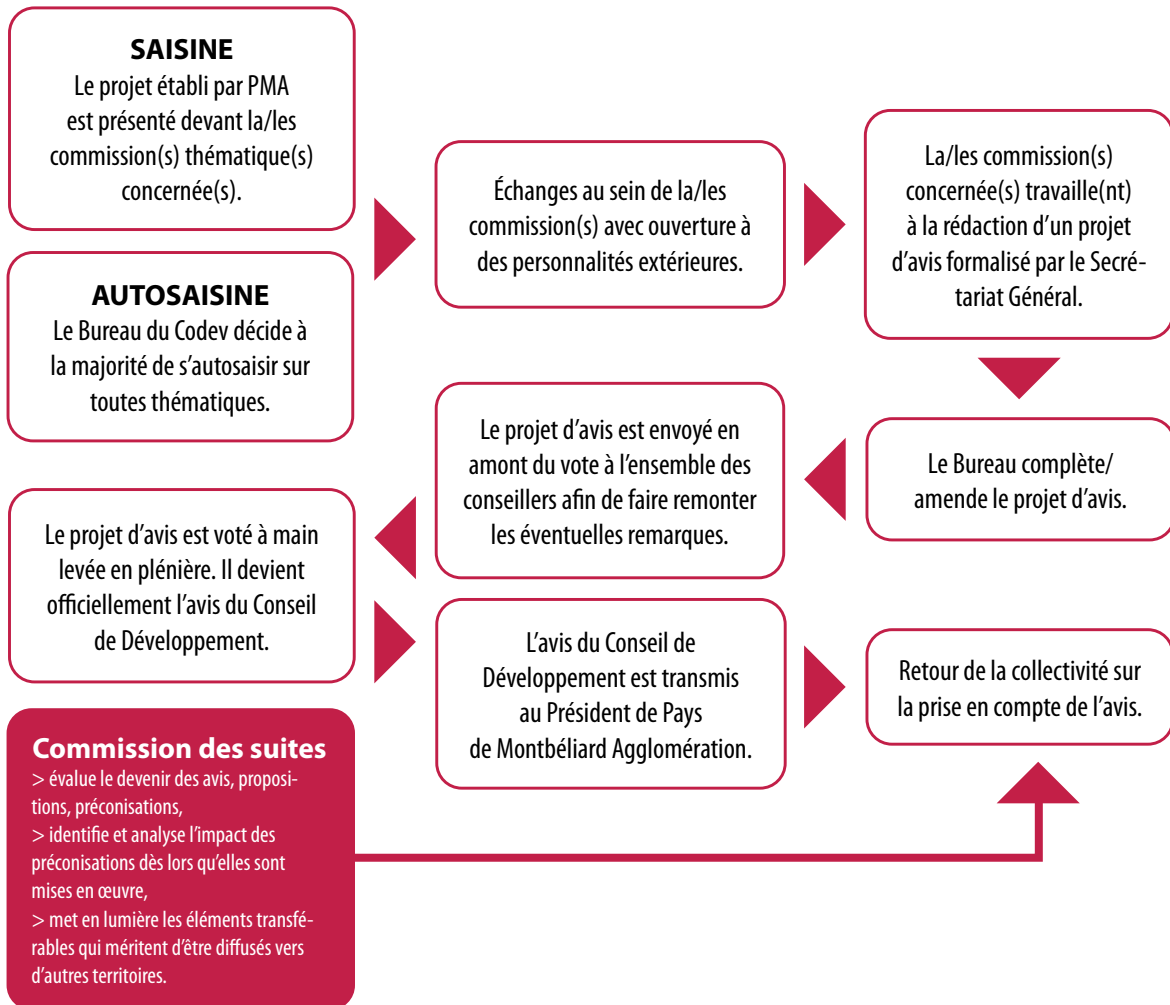 SAISINE
Le projet établi par PMA
est présenté devant la/les
commission(s) thématique(s)
concernée(s).
AUTOSAISINE
Le Bureau du Codev décide à
la majorité de s’autosaisir sur
toutes thématiques.
Échanges au sein de la/les
commission(s) avec ouverture à
des personnalités extérieures.
La/les commission(s)
concernée(s) travaille(nt)
à la rédaction d’un projet
d’avis formalisé par le Secré-
tariat Général.
Le Bureau complète/
amende le projet d’avis.
Le projet d’avis est envoyé en
amont du vote à l’ensemble des
conseillers afin de faire remonter
les éventuelles remarques.
Le projet d’avis est voté à main
levée en plénière. Il devient
officiellement l’avis du Conseil
de Développement.
L’avis du Conseil de
Développement est transmis
au Président de Pays
de Montbéliard Agglomération.
Retour de la collectivité sur
la prise en compte de l’avis.
Commission des suites
> évalue le devenir des avis, proposi-
tions, préconisations,
> identifie et analyse l’impact des
préconisations dès lors qu’elles sont
mises en œuvre,
> met en lumière les éléments transfé-
rables qui méritent d’être diffusés vers
d’autres territoires.